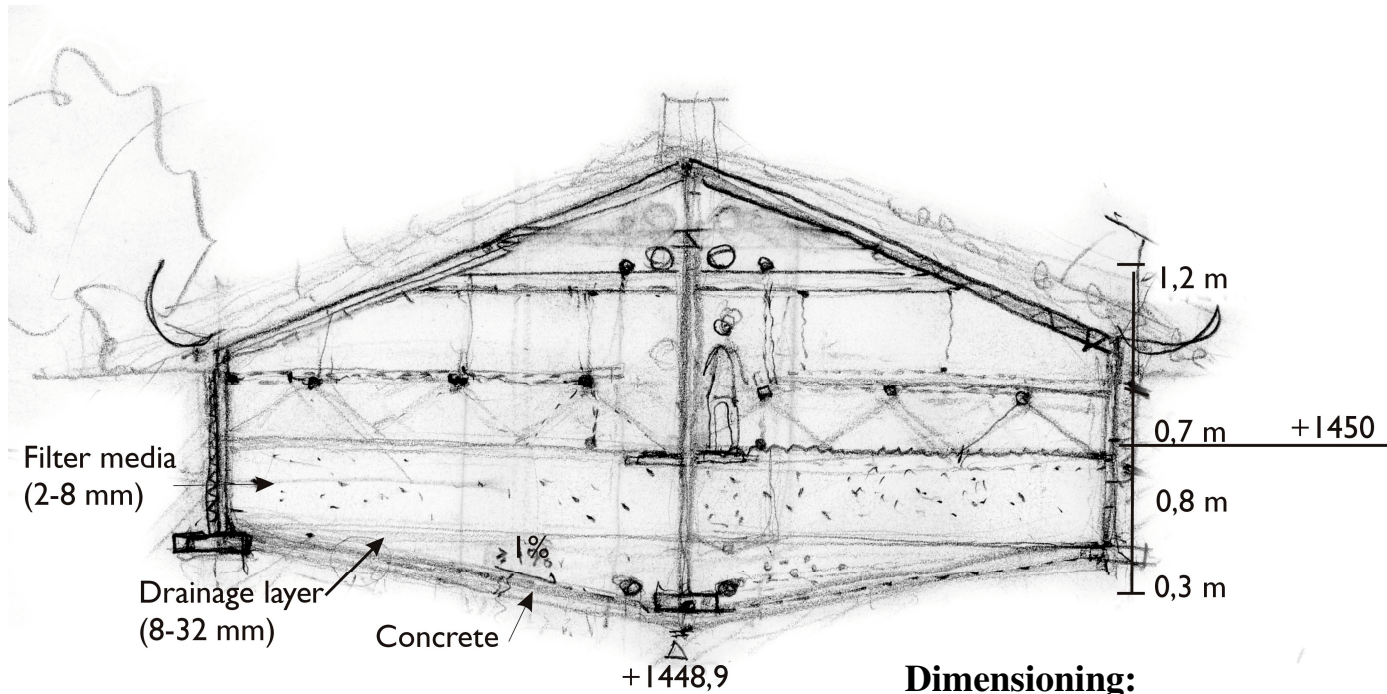 1,2 m
0,7 m
+1450
Filter media
(2-8 mm)
0,8 m
≥ 1%
Drainage layer
(8-32 mm)
0,3 m
Concrete
+1448,9
Dimensioning: